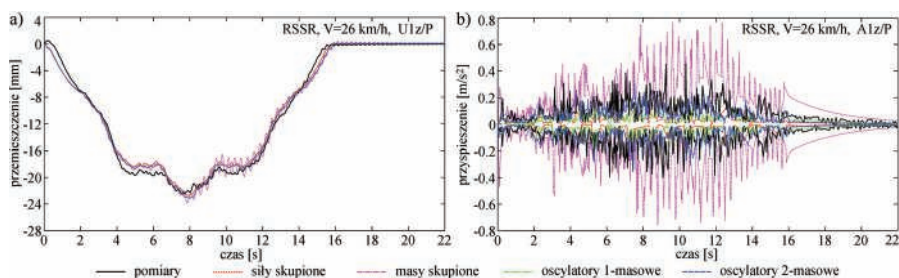 a)
RSSR, V=26 km/h, U1z/P
przemieszczenie [mm]
4
0
-4
-8
-12
-16
-20
-24
-28
0 2 4 6 8 10 12 14 16 18 20 22
czas [s]
b)
RSSR, V=26 km/h, A1z/P
przyspieszenie [m/s²]
0.8
0.6
0.4
0.2
0
-0.2
-0.4
-0.6
-0.8
0 2 4 6 8 10 12 14 16 18 20 22
czas [s]
pomiary siły skupione masy skupione oscylatory 1-masowe oscylatory 2-masowe